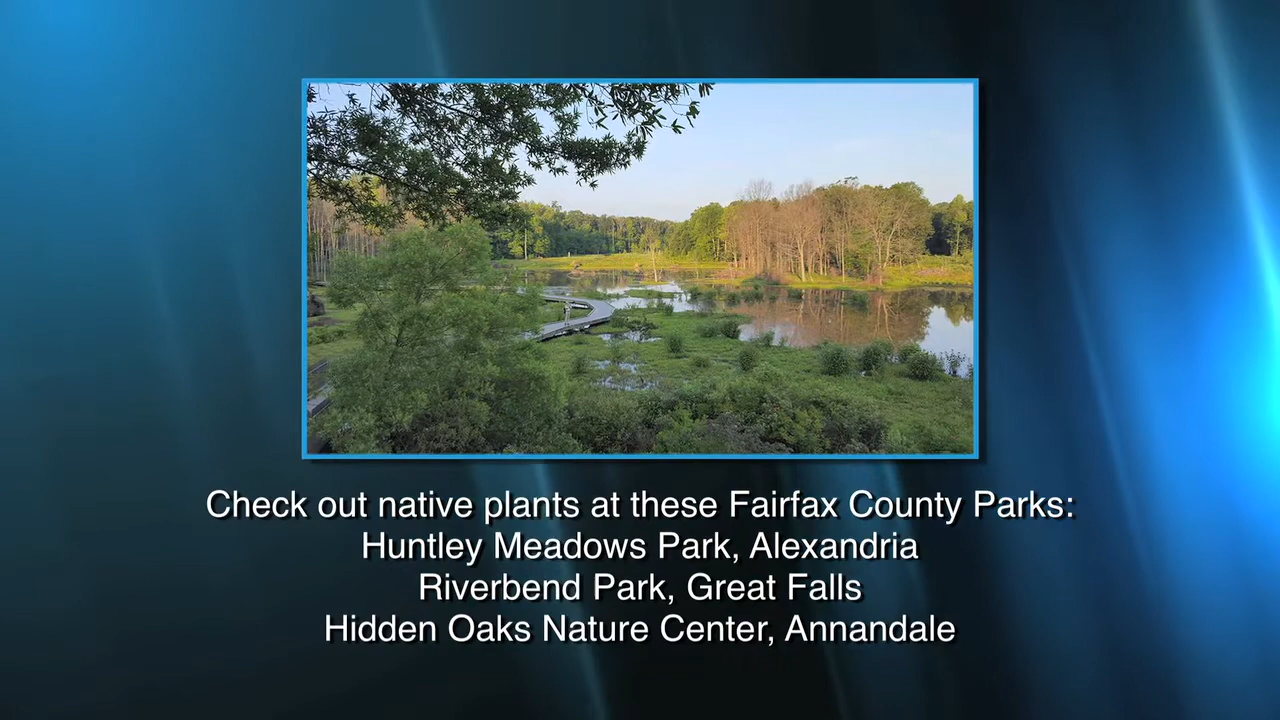 Check out native plants at these Fairfax County Parks:
Huntley Meadows Park, Alexandria
Riverbend Park, Great Falls
Hidden Oaks Nature Center, Annandale